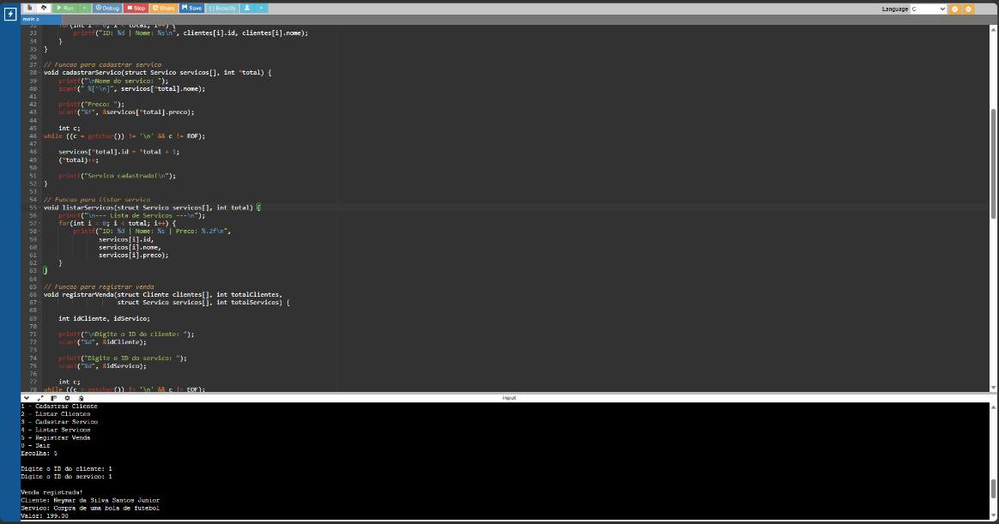 Run Debug Stop Share Save { } Beautify Language C
main.c
32 for(int i = 0; i < total; i++) {
33 printf("ID: %d | Nome: %s\n", clientes[i].id, clientes[i].nome);
34 }
35 }
36
37 // Funcao para cadastrar servico
38 void cadastrarServico(struct Servico servicos[], int *total) {
39 printf("\nNome do servico: ");
40 scanf(" %[^\n]", servicos[*total].nome);
41
42 printf("Preco: ");
43 scanf("%f", &servicos[*total].preco);
44
45 int c;
46 while ((c = getchar()) != '\n' && c != EOF);
47
48 servicos[*total].id = *total + 1;
49 (*total)++;
50
51 printf("Servico cadastrado!\n");
52 }
53
54 // Funcao para listar servico
55 void listarServicos(struct Servico servicos[], int total) {
56 printf("\n--- Lista de Servicos ---\n");
57 for(int i = 0; i < total; i++) {
58 printf("ID: %d | Nome: %s | Preco: %.2f\n",
59 servicos[i].id,
60 servicos[i].nome,
61 servicos[i].preco);
62 }
63 }
64
65 // Funcao para registrar venda
66 void registrarVenda(struct Cliente clientes[], int totalClientes,
67 struct Servico servicos[], int totalServicos) {
68
69 int idCliente, idServico;
70
71 printf("\nDigite o ID do cliente: ");
72 scanf("%d", &idCliente);
73
74 printf("Digite o ID do servico: ");
75 scanf("%d", &idServico);
76
77 int c;
78 while ((c = getchar()) != '\n' && c != EOF);
input
1 - Cadastrar Cliente
2 - Listar Clientes
3 - Cadastrar Servico
4 - Listar Servicos
5 - Registrar Venda
0 - Sair
Escolha: 5
Digite o ID do cliente: 1
Digite o ID do servico: 1
Venda registrada!
Cliente: Neymar da Silva Santos Junior
Servico: Compra de uma bola de futebol
Valor: 199.00